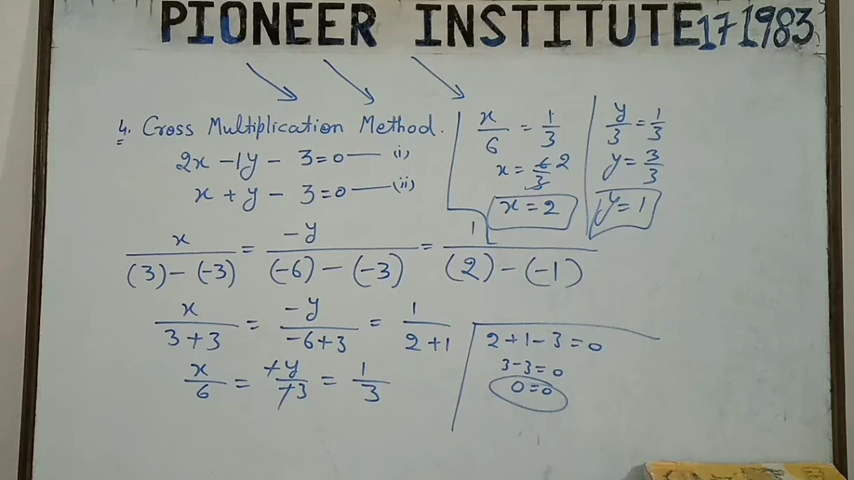 PIONEER INSTITUTE 17 1983
4. Cross Multiplication Method.
2x - 1y - 3 = 0 — (i)
x + y - 3 = 0 — (ii)
x/(3) - (-3) = -y/(-6) - (-3) = 1/(2) - (-1)
x/3+3 = -y/-6+3 = 1/2+1
x/6 = -y/-3 = 1/3
x/6 = 1/3
x = 6/3 2
x = 2
y/3 = 1/3
y = 3/3
y = 1
2+1-3=0
3-3=0
0=0